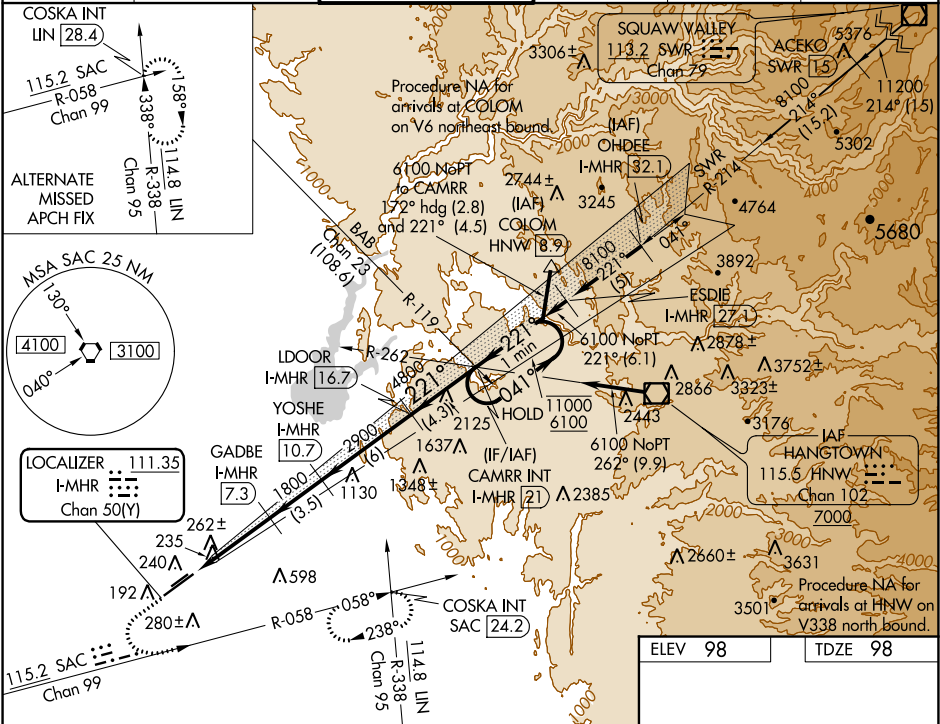 COSKA INT
LIN 28.4
115.2 SAC
R-058
Chan 99
338°
158°
114.8 LIN
R-338
Chan 95
ALTERNATE
MISSED
APCH FIX
MSA SAC 25 NM
130°
4100
3100
040°
SQUAW VALLEY
113.2 SWR
Chan 79
3306±
5376
ACEKO
SWR 15
11200
214° (15)
8100
214°
(15.2)
5302
Procedure NA for
arrivals at COLOM
on V6 northeast bound.
3000
1000
(IAF)
OHDEE
I-MHR 32.1
SWR
R-214
6100 NoPT
to CAMRR
172° hdg (2.8)
and 221° (4.5)
2744±
3245
(IAF)
COLOM
HNW 8.9
4764
5680
041°
8100
221°
(5)
3892
BAB
Chan 23
(108.6)
R-119
ESDIE
I-MHR 27.1
6100 NoPT
221° (6.1)
2878±
3752±
3323±
2866
2443
3176
221°
1 min
041°
HOLD
11000
6100
R-262
LDOOR
I-MHR 16.7
4800
221°
(4.3)
2125
1637
6100 NoPT
262° (9.9)
YOSHE
I-MHR
10.7
2900
(6)
(IF/IAF)
CAMRR INT
I-MHR 21
2385
IAF
HANGTOWN
115.5 HNW
Chan 102
7000
GADBE
I-MHR
7.3
1800
(3.5)
1130
1348±
LOCALIZER 111.35
I-MHR
Chan 50(Y)
262±
235
240
192
280±
598
2000
1000
2660±
3631
3000
4000
3501
Procedure NA for
arrivals at HNW on
V338 north bound.
115.2 SAC
Chan 99
R-058
058°
238°
COSKA INT
SAC 24.2
114.8 LIN
R-338
Chan 95
1000
ELEV 98
TDZE 98